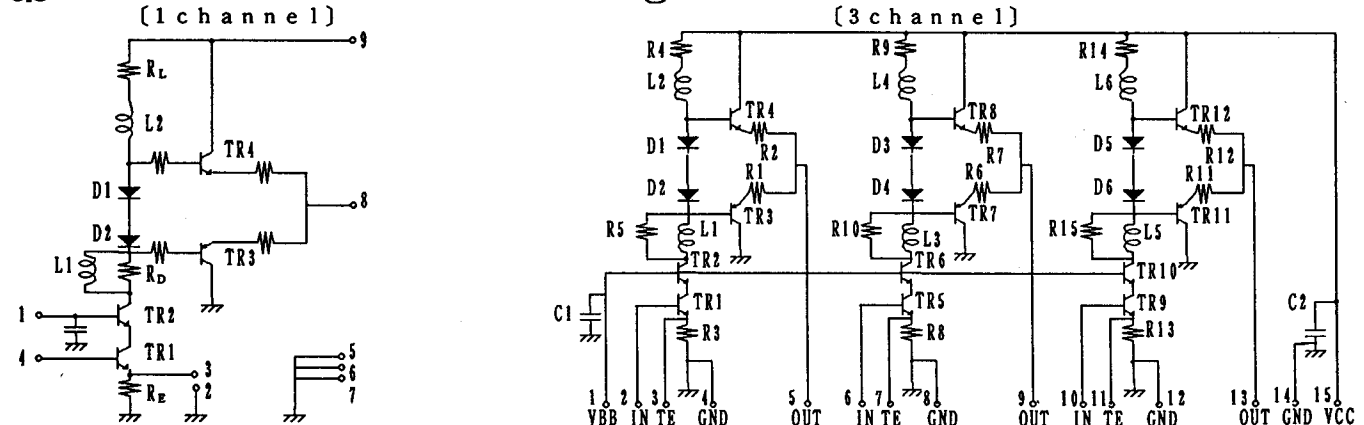 [1 channel]
9
RL
L2
TR4
D1
8
D2
L1
RD
TR3
1
TR2
4
TR1
3
RE
2
5
6
7
[3 channel]
R4 R9 R14
L2 L4 L6
TR4 TR8 TR12
D1 R2 D3 R7 D5 R12
D2 R1 D4 R6 D6 R11
TR3 TR7 TR11
R5 L1 R10 L3 R15 L5
TR2 TR6 TR10
C1 TR1 TR5 TR9 C2
R3 R8 R13
1 2 3 4 5 6 7 8 9 10 11 12 13 14 15
VBB IN TE GND OUT IN TE GND OUT IN TE GND OUT GND VCC